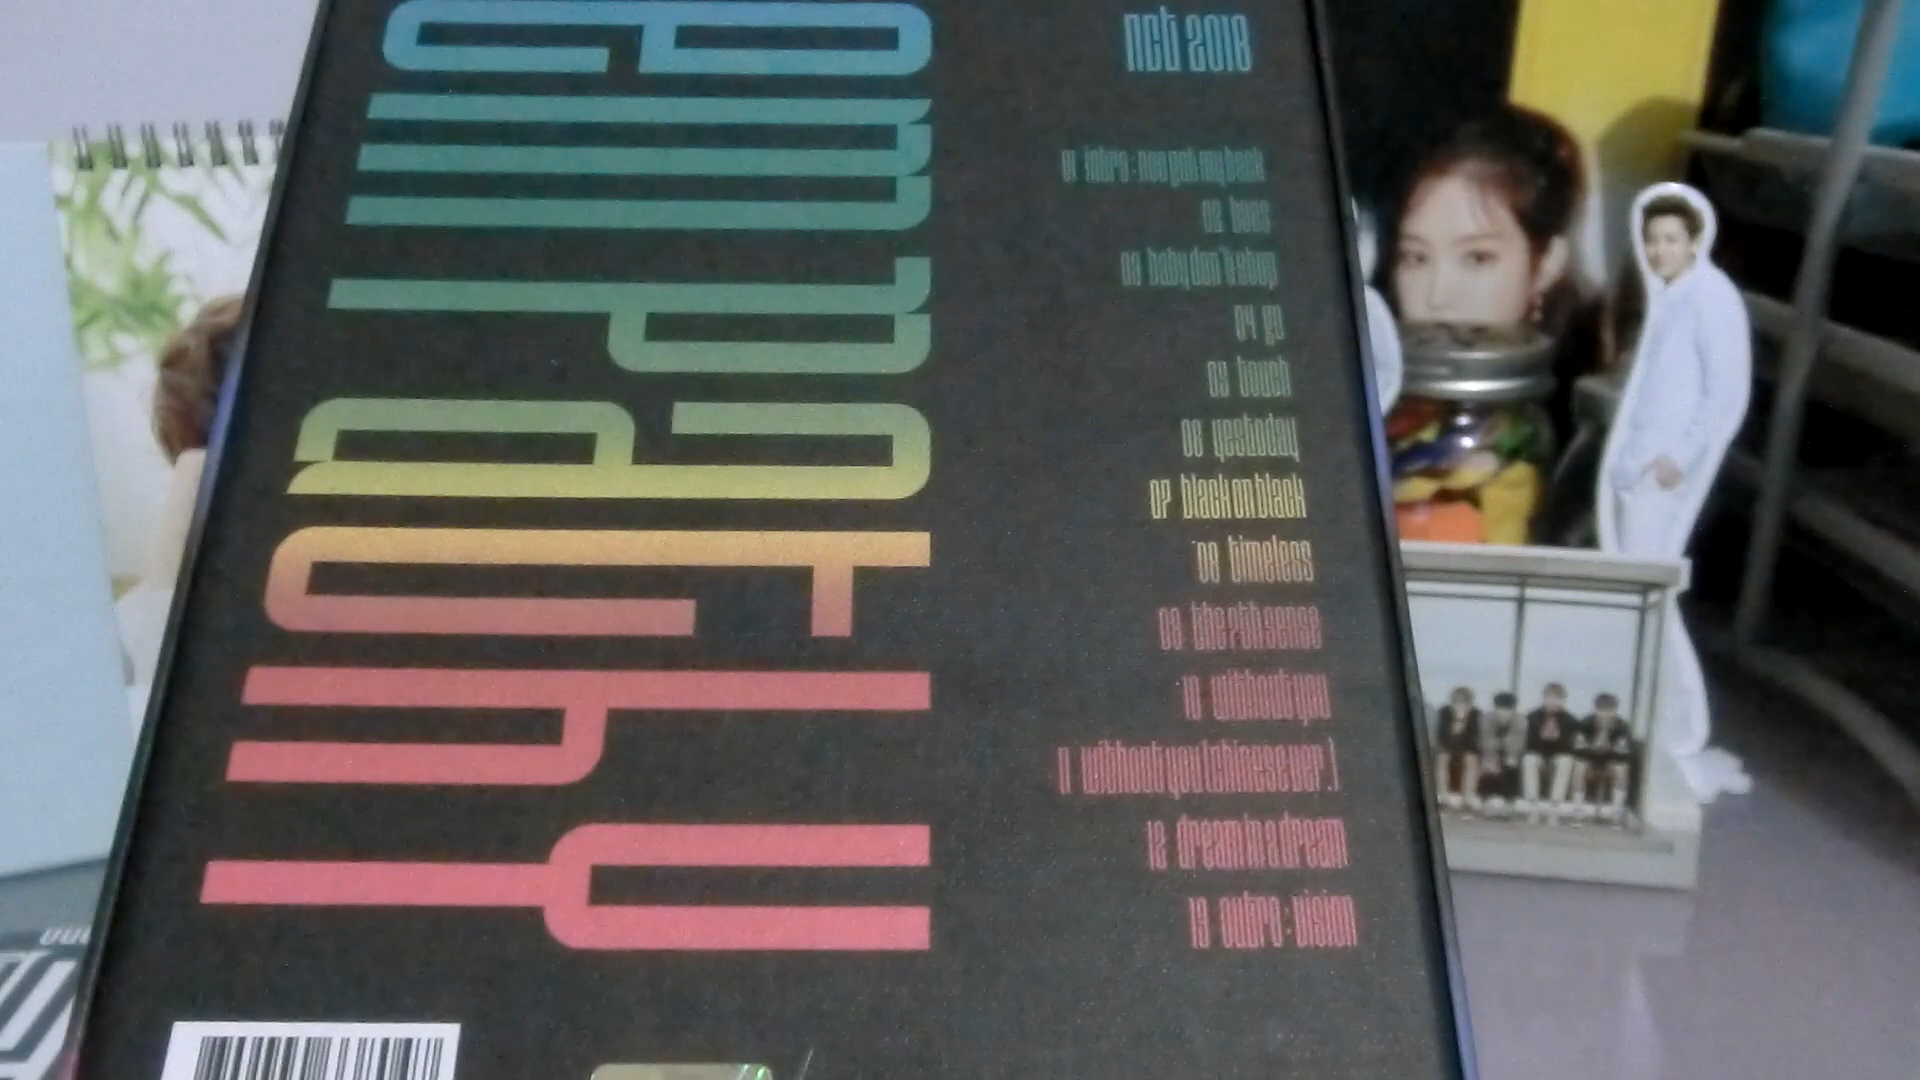 empathy
nct 2018
01 intro : neo got my back
02 boss
03 baby don't stop
04 go
05 touch
06 yestoday
07 black on black
08 timeless
09 the 7th sense
10 without you
11 without you (chinese ver.)
12 dream in a dream
13 outro : vision